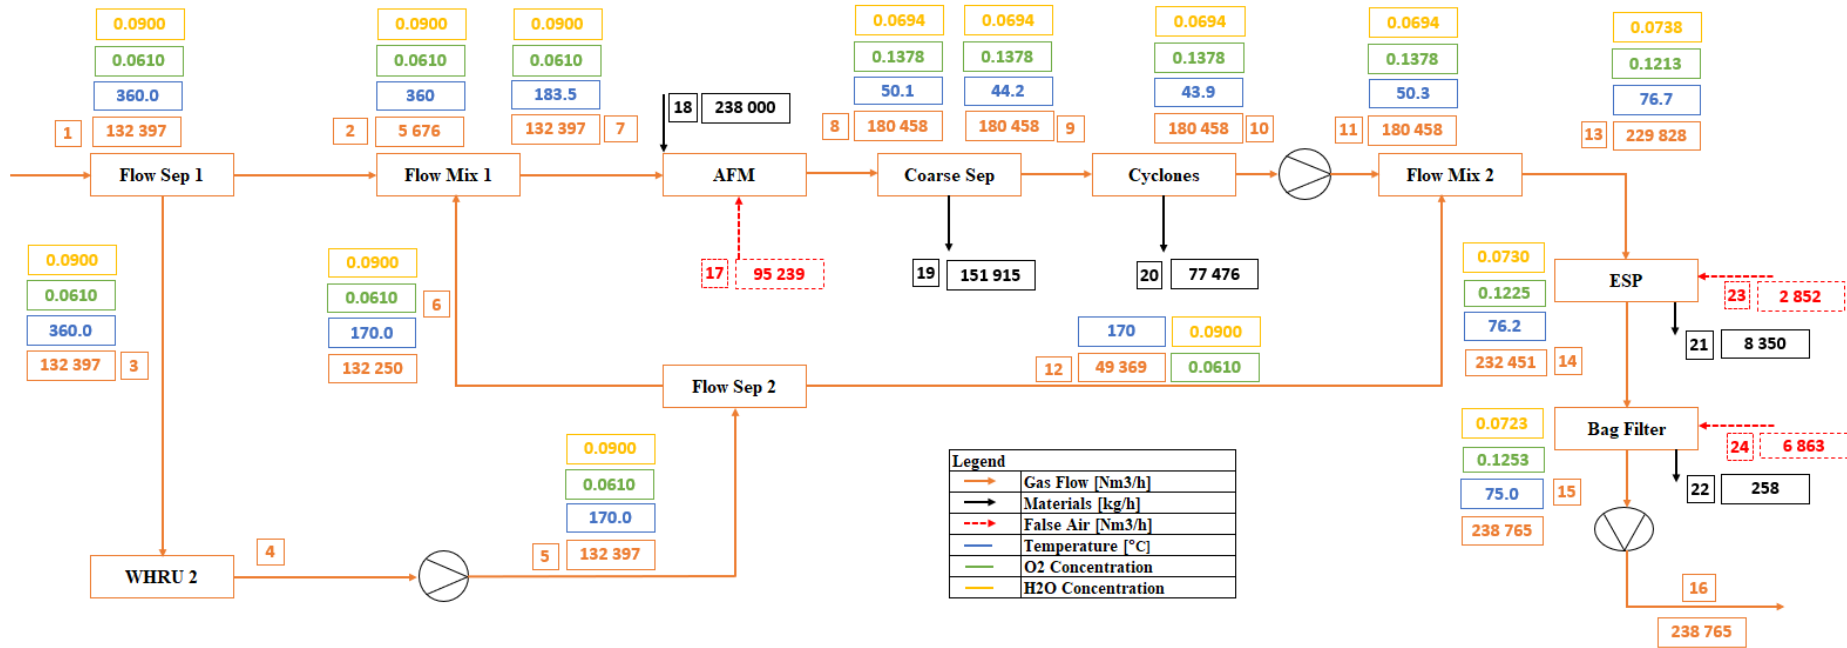 0.0900
0.0610
360.0
1 132 397
Flow Sep 1
0.0900
0.0610
360
2 5 676
Flow Mix 1
0.0900
0.0610
183.5
132 397 7
18 238 000
AFM
17 95 239
0.0694
0.1378
50.1
8 180 458
Coarse Sep
0.0694
0.1378
44.2
180 458 9
19 151 915
0.0694
0.1378
43.9
180 458 10
Cyclones
20 77 476
0.0694
0.1378
50.3
11 180 458
Flow Mix 2
0.0738
0.1213
76.7
13 229 828
0.0900
0.0610
360.0
132 397 3
0.0900
0.0610
6
170.0
132 250
170 0.0900
12 49 369 0.0610
Flow Sep 2
0.0730
0.1225
76.2
232 451 14
ESP
23 2 852
21 8 350
0.0723
0.1253
75.0 15
238 765
Bag Filter
24 6 863
22 258
0.0900
0.0610
170.0
5 132 397
4
WHRU 2
Legend
Gas Flow [Nm3/h]
Materials [kg/h]
False Air [Nm3/h]
Temperature [°C]
O2 Concentration
H2O Concentration
16
238 765